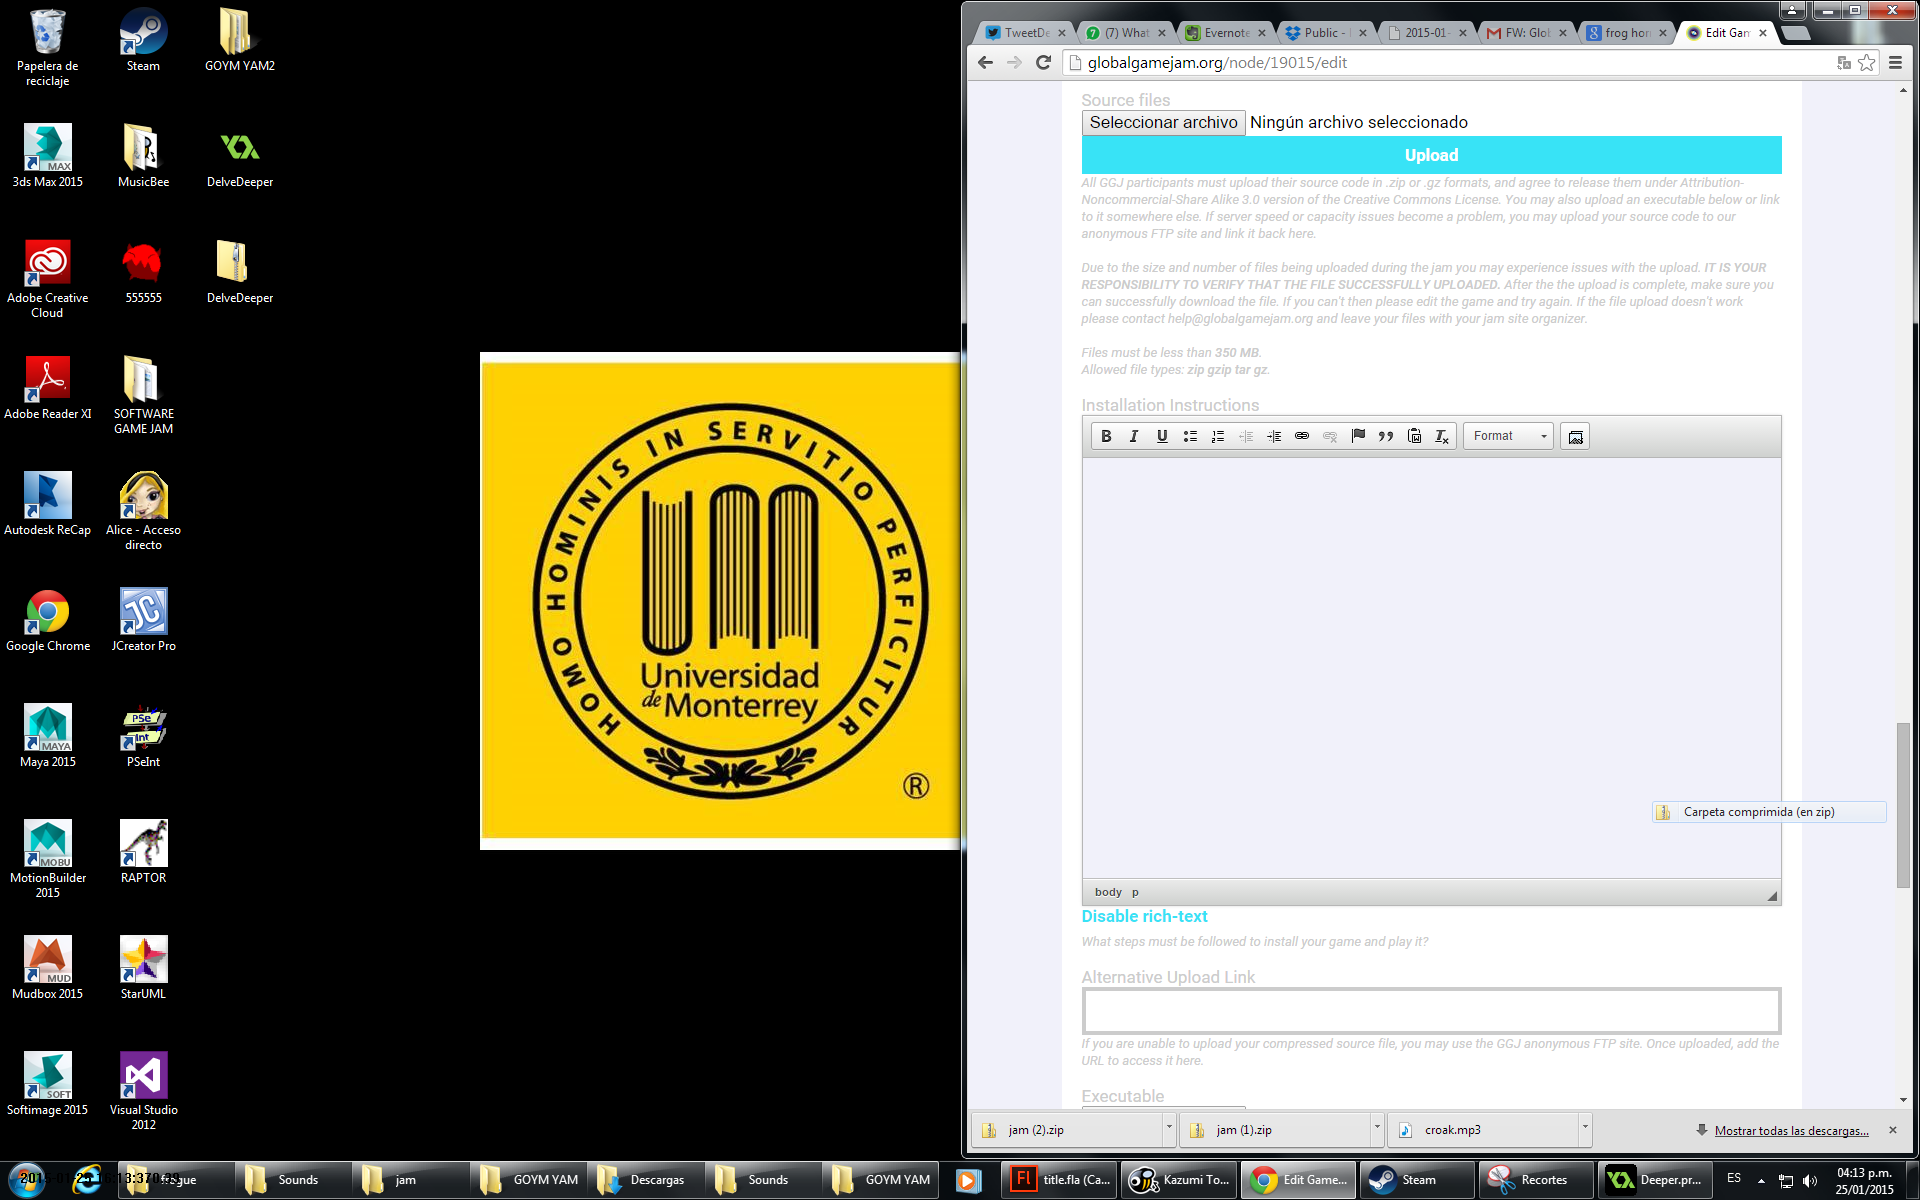 Papelera de reciclaje
Steam
GOYM YAM2
3ds Max 2015
MusicBee
DelveDeeper
Adobe Creative Cloud
555555
DelveDeeper
Adobe Reader XI
SOFTWARE GAME JAM
Autodesk ReCap
Alice - Acceso directo
Google Chrome
JCreator Pro
Maya 2015
PSeInt
MotionBuilder 2015
RAPTOR
Mudbox 2015
StarUML
Softimage 2015
Visual Studio 2012
MAX
MAYA
MOBU
MUD
SOFT
JC
PSe
Int
HOMO HOMINIS IN SERVITIO PERFICITUR
Universidad
de Monterrey
®
TweetDe
(7) What
Evernote
Public -
2015-01-
FW: Glob
frog hor
Edit Gam
globalgamejam.org/node/19015/edit
Source files
Seleccionar archivo Ningún archivo seleccionado
Upload
All GGJ participants must upload their source code in .zip or .gz formats, and agree to release them under Attribution-
Noncommercial-Share Alike 3.0 version of the Creative Commons License. You may also upload an executable below or link
to it somewhere else. If server speed or capacity issues become a problem, you may upload your source code to our
anonymous FTP site and link it back here.
Due to the size and number of files being uploaded during the jam you may experience issues with the upload. IT IS YOUR
RESPONSIBILITY TO VERIFY THAT THE FILE SUCCESSFULLY UPLOADED. After the the upload is complete, make sure you
can successfully download the file. If you can't then please edit the game and try again. If the file upload doesn't work
please contact help@globalgamejam.org and leave your files with your jam site organizer.
Files must be less than 350 MB.
Allowed file types: zip gzip tar gz.
Installation Instructions
B I U Format
Carpeta comprimida (en zip)
body p
Disable rich-text
What steps must be followed to install your game and play it?
Alternative Upload Link
If you are unable to upload your compressed source file, you may use the GGJ anonymous FTP site. Once uploaded, add the
URL to access it here.
Executable
jam (2).zip
jam (1).zip
croak.mp3
Mostrar todas las descargas...
Sounds
jam
GOYM YAM
Descargas
Sounds
GOYM YAM
Fl
title.fla (Ca...
Kazumi To...
Edit Game...
Steam
Recortes
Deeper.pr...
ES
04:13 p.m.
25/01/2015